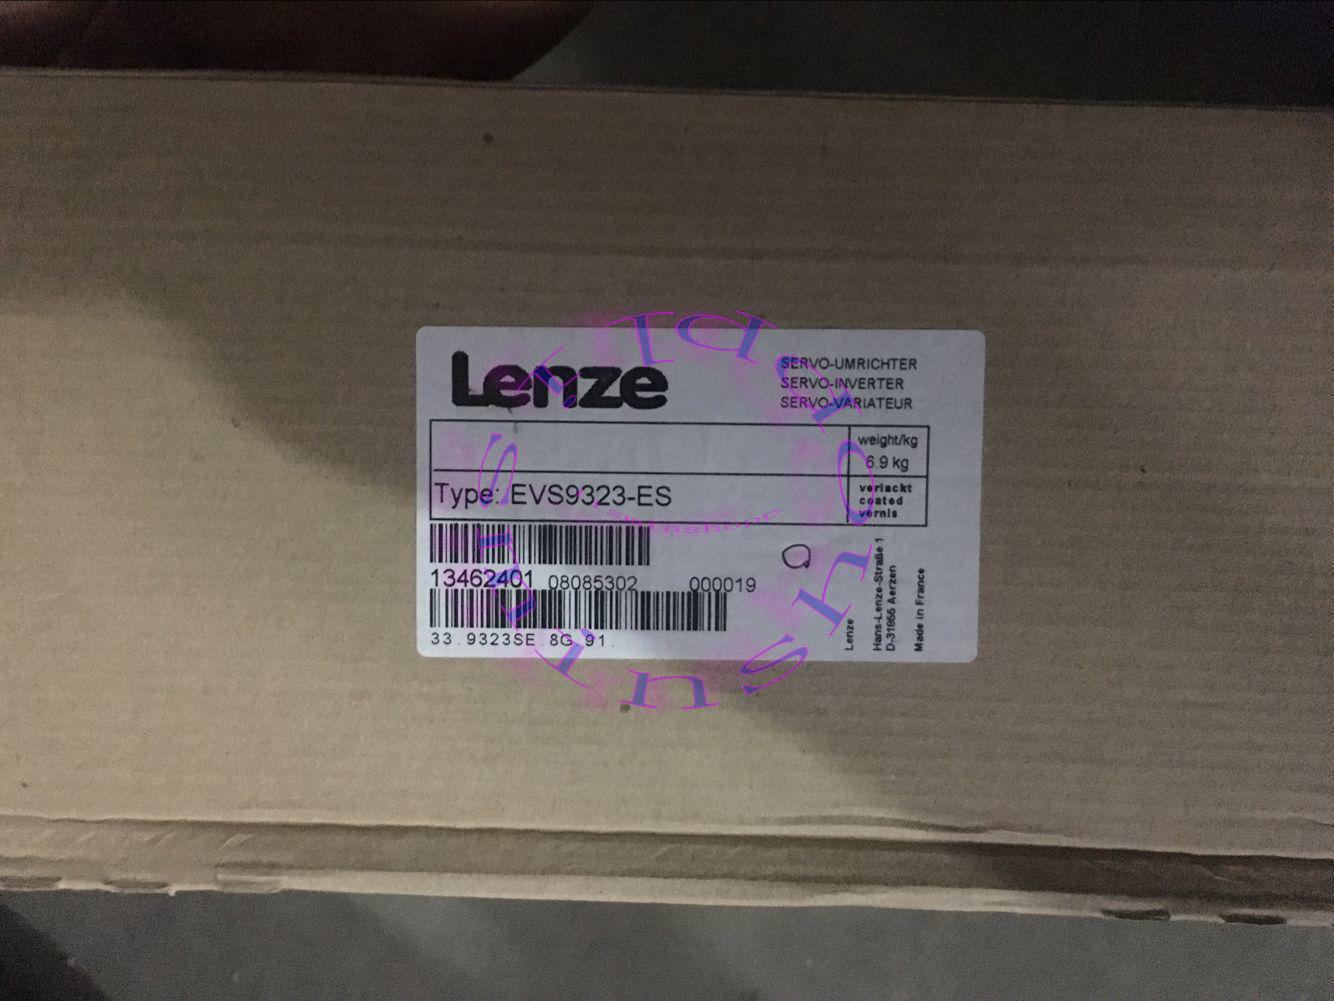 Lenze
SERVO-UMRICHTER
SERVO-INVERTER
SERVO-VARIATEUR
weight/kg
6.9 kg
Type: EVS9323-ES
verlackt
coated
vernis
13462401 08085302 000019
33.9323SE.8G.91.
Lenze
Hans-Lenze-Straße 1
D-31855 Aerzen
Made in France